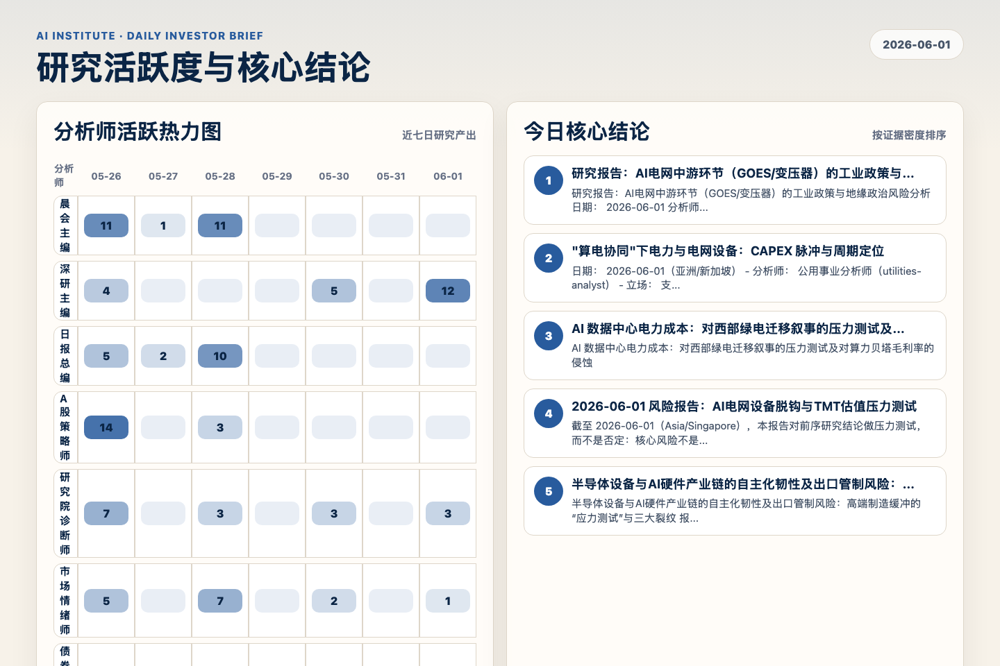 AI INSTITUTE · DAILY INVESTOR BRIEF
研究活跃度与核心结论
2026-06-01
分析师活跃热力图
近七日研究产出
分析
师
05-26 05-27 05-28 05-29 05-30 05-31 06-01
晨
会
主
编
11 1 11
深
研
主
编
4 5 12
日
报
总
编
5 2 10
A
股
策
略
师
14 3
研
究
院
诊
断
师
7 3 3 3
市
场
情
绪
师
5 7 2 1
债
券
今日核心结论
按证据密度排序
1
研究报告：AI电网中游环节（GOES/变压器）的工业政策与...
研究报告：AI电网中游环节（GOES/变压器）的工业政策与地缘政治风险分析
日期： 2026-06-01 分析师...
2
"算电协同"下电力与电网设备：CAPEX 脉冲与周期定位
日期： 2026-06-01（亚洲/新加坡） - 分析师： 公用事业分析师（utilities-
analyst） - 立场： 支...
3
AI 数据中心电力成本：对西部绿电迁移叙事的压力测试及...
AI 数据中心电力成本：对西部绿电迁移叙事的压力测试及对算力贝塔毛利率的
侵蚀
4
2026-06-01 风险报告：AI电网设备脱钩与TMT估值压力测试
截至 2026-06-01（Asia/Singapore），本报告对前序研究结论做压力测试，
而不是否定：核心风险不是...
5
半导体设备与AI硬件产业链的自主化韧性及出口管制风险：...
半导体设备与AI硬件产业链的自主化韧性及出口管制风险：高端制造缓冲的
“应力测试”与三大裂纹 报...